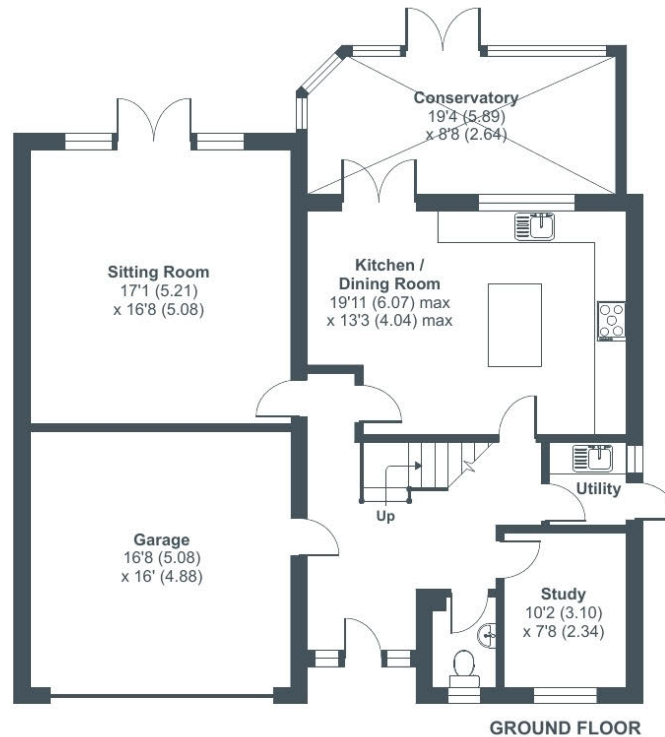 Conservatory
19'4 (5.89)
x 8'8 (2.64)
Sitting Room
17'1 (5.21)
x 16'8 (5.08)
Kitchen /
Dining Room
19'11 (6.07) max
x 13'3 (4.04) max
Utility
Up
Garage
16'8 (5.08)
x 16' (4.88)
Study
10'2 (3.10)
x 7'8 (2.34)
GROUND FLOOR